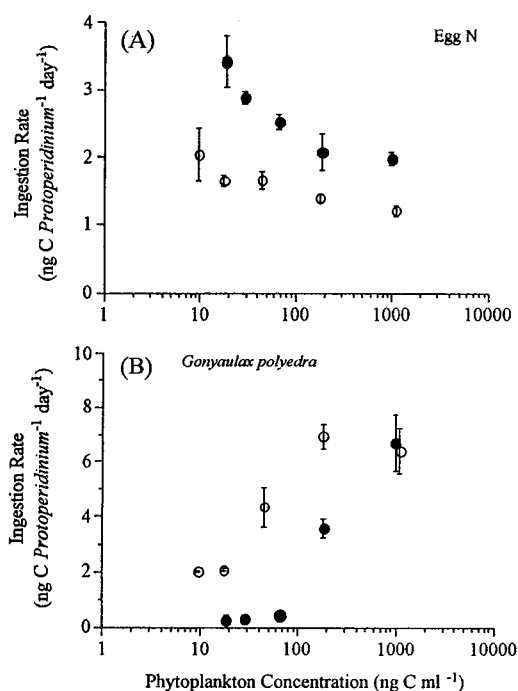 (A)
Egg N
Ingestion Rate
(ng C Protoperidinium⁻¹ day⁻¹)
4
3
2
1
0
1
10
100
1000
10000
(B)
Gonyaulax polyedra
Ingestion Rate
(ng C Protoperidinium⁻¹ day⁻¹)
10
8
6
4
2
0
1
10
100
1000
10000
Phytoplankton Concentration (ng C ml ⁻¹)